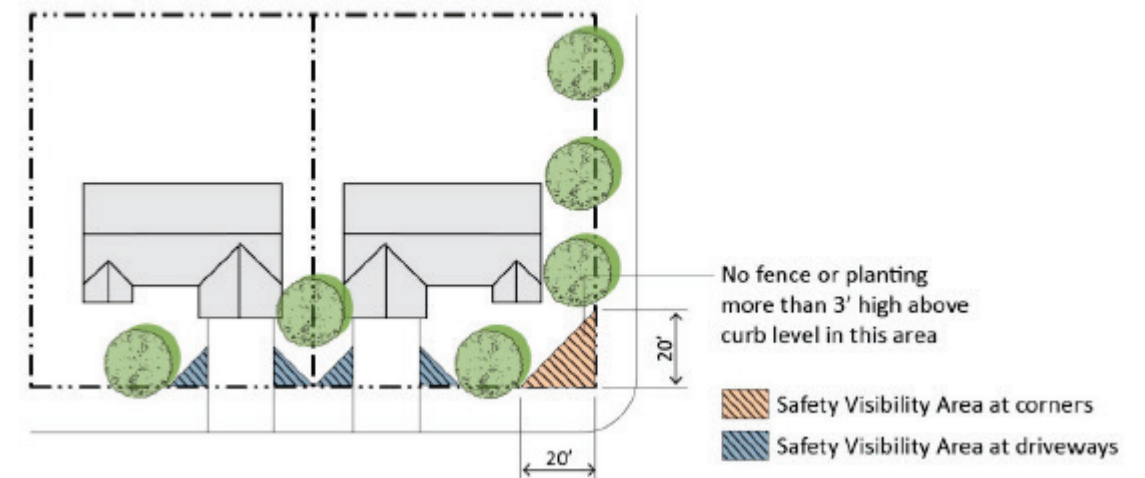 No fence or planting
more than 3' high above
curb level in this area
20'
20'
Safety Visibility Area at corners
Safety Visibility Area at driveways